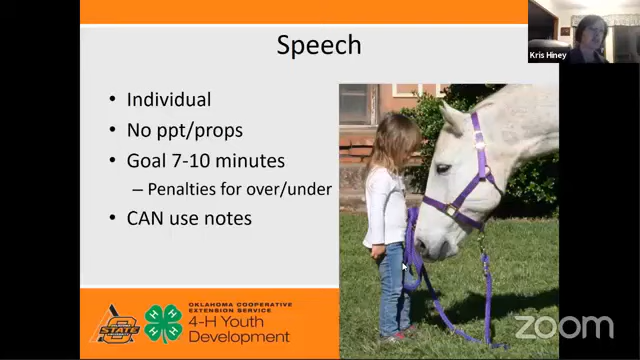 Speech
Kris Hiney
• Individual
• No ppt/props
• Goal 7-10 minutes
– Penalties for over/under
• CAN use notes
STATE
OKLAHOMA COOPERATIVE
EXTENSION SERVICE
4-H Youth
Development
H H
H H
zoom